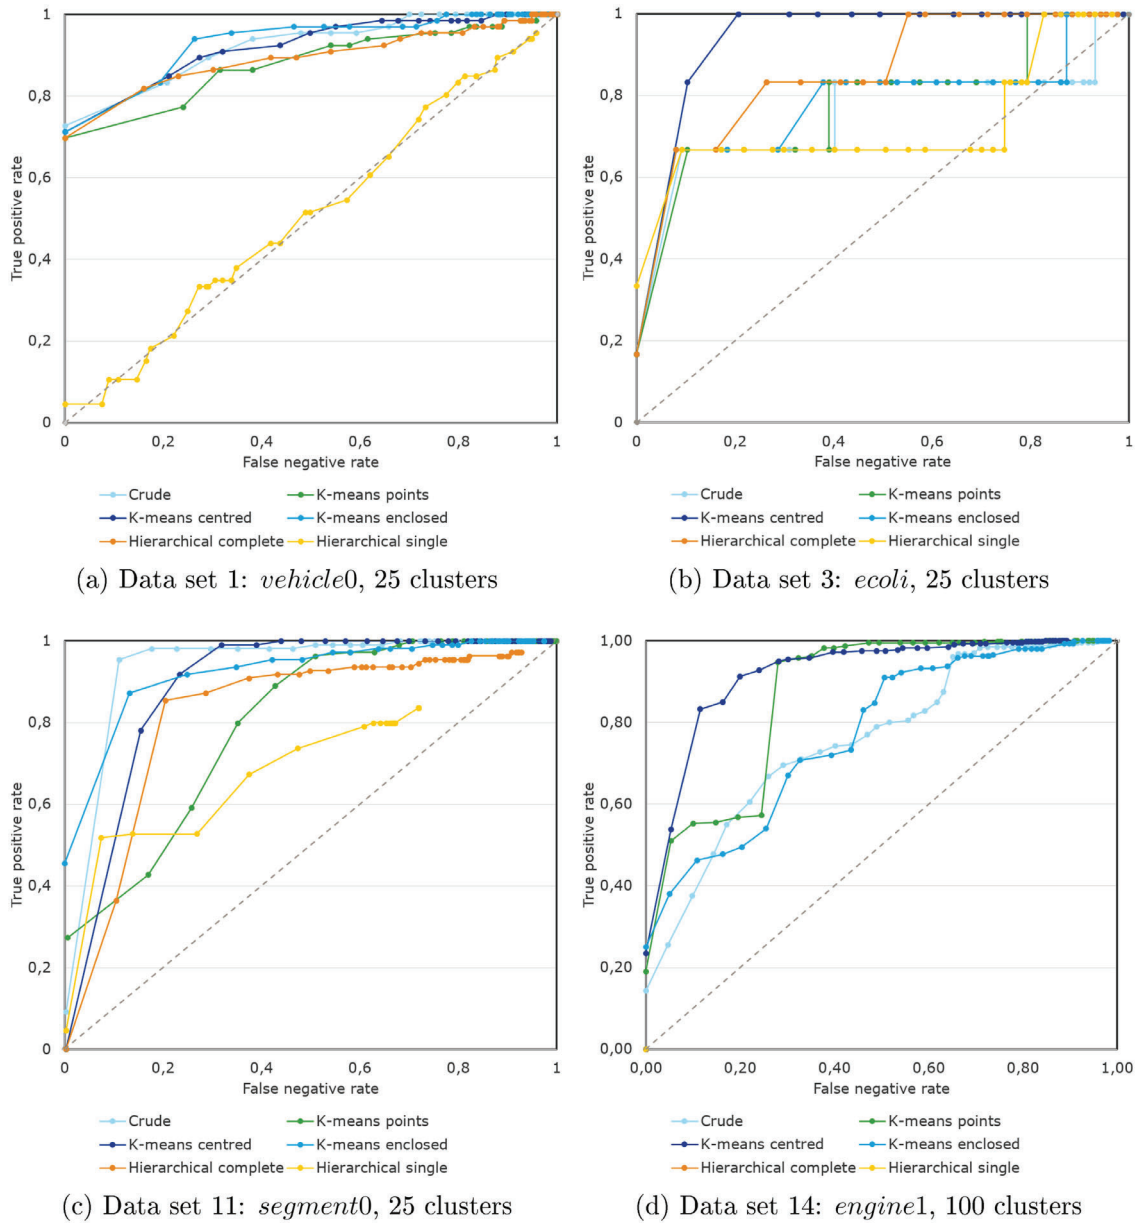 1
0,8
0,6
0,4
0,2
0
True positive rate
0 0,2 0,4 0,6 0,8 1
False negative rate
Crude K-means points
K-means centred K-means enclosed
Hierarchical complete Hierarchical single
(a) Data set 1: vehicle0, 25 clusters
1
0,8
0,6
0,4
0,2
0
True positive rate
0 0,2 0,4 0,6 0,8 1
False negative rate
Crude K-means points
K-means centred K-means enclosed
Hierarchical complete Hierarchical single
(b) Data set 3: ecoli, 25 clusters
1
0,8
0,6
0,4
0,2
0
True positive rate
0 0,2 0,4 0,6 0,8 1
False negative rate
Crude K-means points
K-means centred K-means enclosed
Hierarchical complete Hierarchical single
(c) Data set 11: segment0, 25 clusters
1,00
0,80
0,60
0,40
0,20
0,00
True positive rate
0,00 0,20 0,40 0,60 0,80 1,00
False negative rate
Crude K-means points
K-means centred K-means enclosed
Hierarchical complete Hierarchical single
(d) Data set 14: engine1, 100 clusters